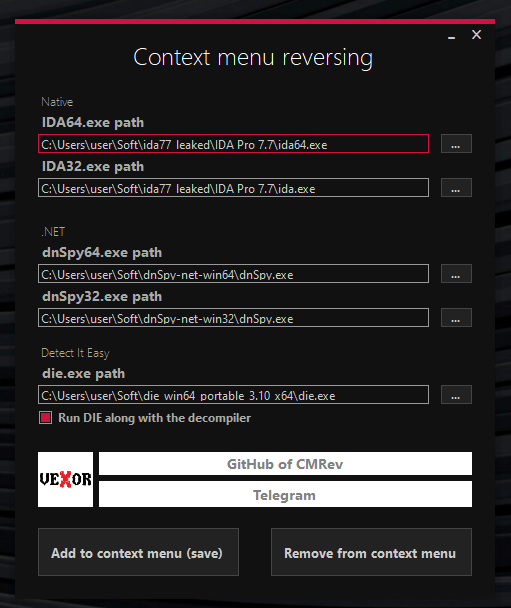 Context menu reversing
Native
IDA64.exe path
C:\Users\user\Soft\ida77_leaked\IDA Pro 7.7\ida64.exe
...
IDA32.exe path
C:\Users\user\Soft\ida77_leaked\IDA Pro 7.7\ida.exe
...
.NET
dnSpy64.exe path
C:\Users\user\Soft\dnSpy-net-win64\dnSpy.exe
...
dnSpy32.exe path
C:\Users\user\Soft\dnSpy-net-win32\dnSpy.exe
...
Detect It Easy
die.exe path
C:\Users\user\Soft\die_win64_portable_3.10_x64\die.exe
...
Run DIE along with the decompiler
VEXOR
GitHub of CMRev
Telegram
Add to context menu (save)
Remove from context menu